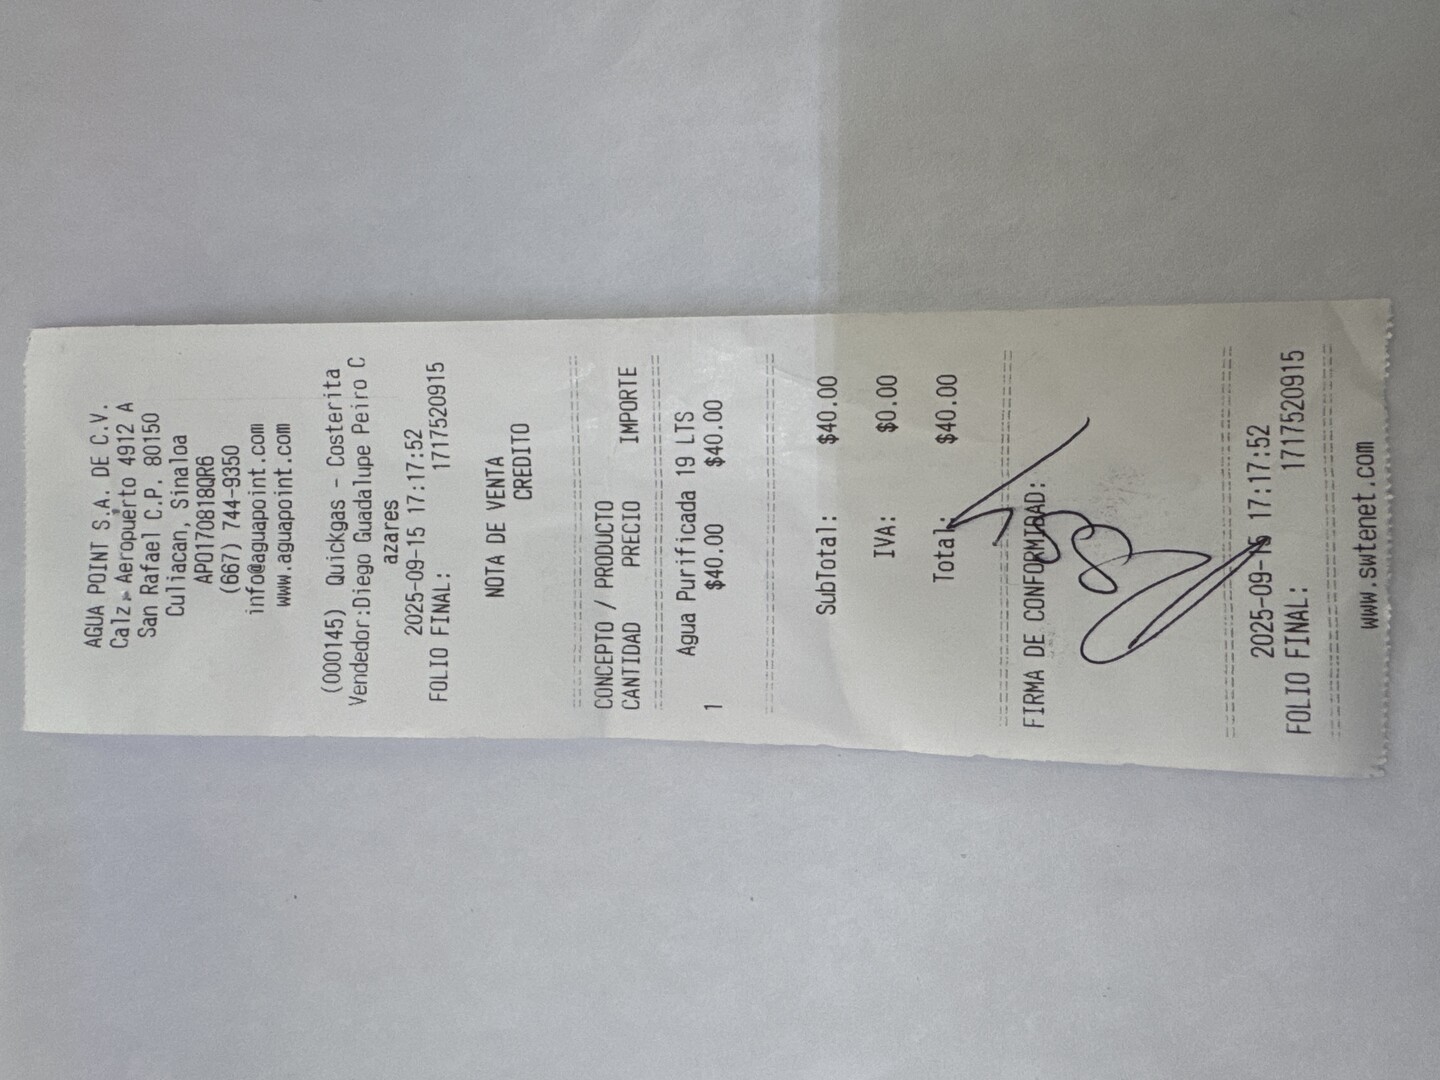 AGUA POINT S.A. DE C.V.
Calz. Aeropuerto 4912 A
San Rafael C.P. 80150
Culiacan, Sinaloa
APO170818QR6
(667) 744-9350
info@aguapoint.com
www.aguapoint.com
(000145) Quickgas - Costerita
Vendedor:Diego Guadalupe Peiro C
azares
2025-09-15 17:17:52
FOLIO FINAL: 1717520915
NOTA DE VENTA
CREDITO
CONCEPTO / PRODUCTO
CANTIDAD PRECIO IMPORTE
Agua Purificada 19 LTS
1 $40.00 $40.00
SubTotal: $40.00
IVA: $0.00
Total: $40.00
FIRMA DE CONFORMIDAD:
2025-09-15 17:17:52
FOLIO FINAL: 1717520915
www.swtenet.com